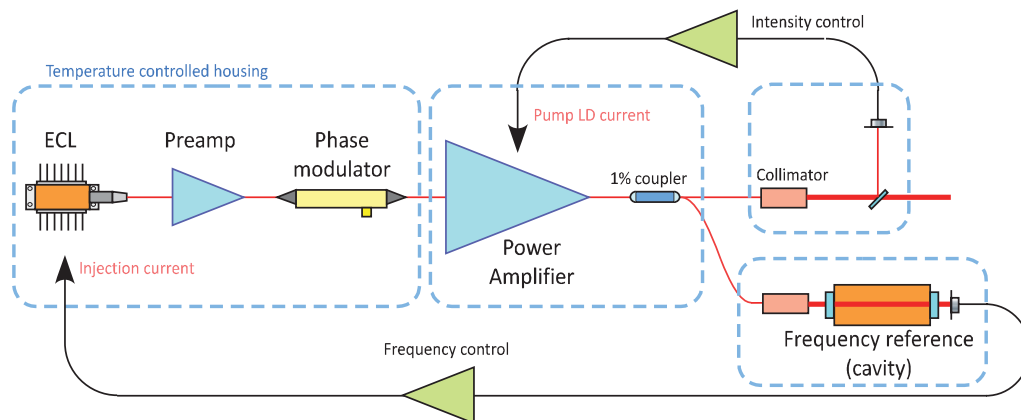 Intensity control
Temperature controlled housing
Pump LD current
ECL
Preamp
Phase
modulator
1% coupler
Collimator
Power
Amplifier
Injection current
Frequency reference
(cavity)
Frequency control